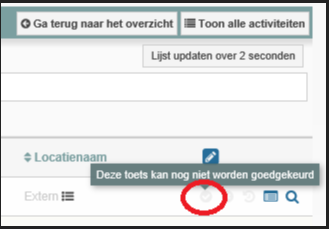 Ga terug naar het overzicht
Toon alle activiteiten
Lijst updaten over 2 seconden
Locatienaam
Deze toets kan nog niet worden goedgekeurd
Extern